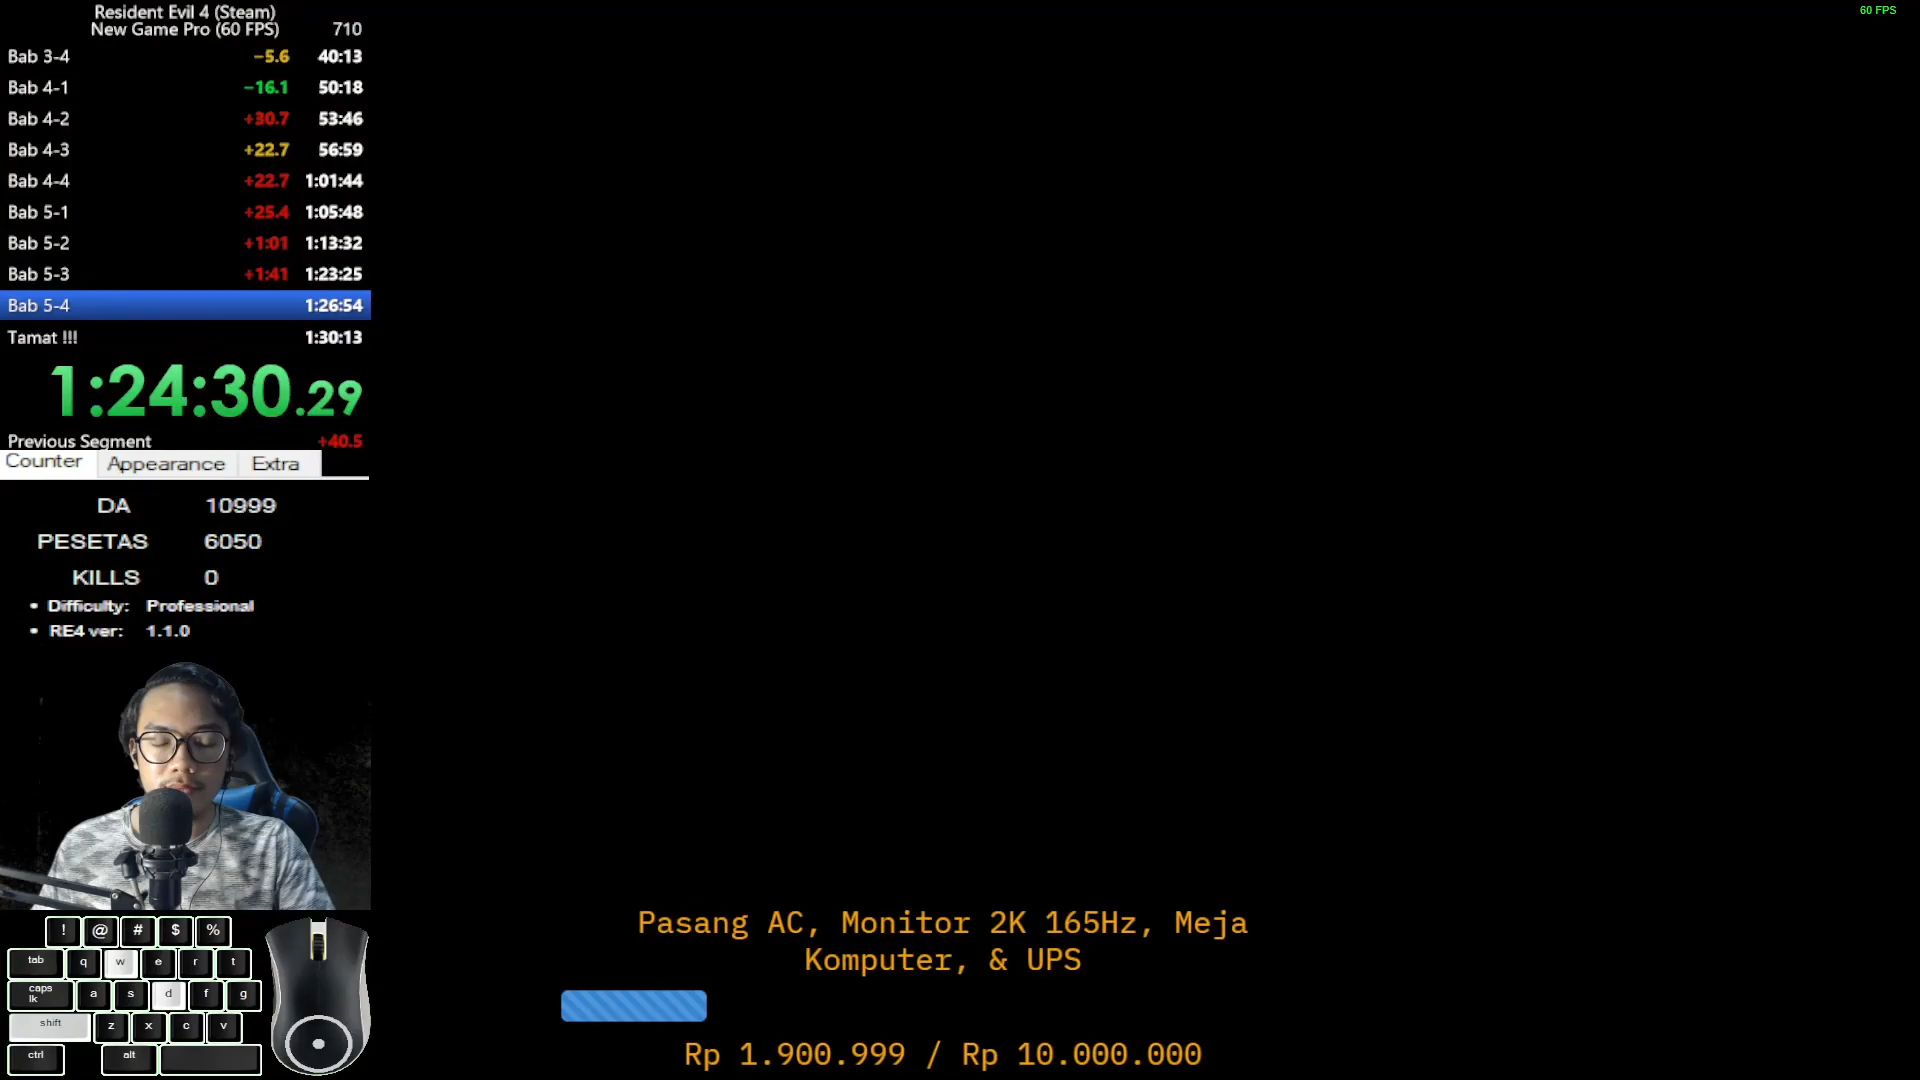 Resident Evil 4 (Steam)
New Game Pro (60 FPS) 710
Bab 3-4 −5.6 40:13
Bab 4-1 −16.1 50:18
Bab 4-2 +30.7 53:46
Bab 4-3 +22.7 56:59
Bab 4-4 +22.7 1:01:44
Bab 5-1 +25.4 1:05:48
Bab 5-2 +1:01 1:13:32
Bab 5-3 +1:41 1:23:25
Bab 5-4 1:26:54
Tamat !!! 1:30:13
1:24:30.29
Previous Segment +40.5
Counter Appearance Extra
DA 10999
PESETAS 6050
KILLS 0
• Difficulty: Professional
• RE4 ver: 1.1.0
! @ # $ %
tab q w e r t
caps lk a s d f g
shift z x c v
ctrl alt
60 FPS
Pasang AC, Monitor 2K 165Hz, Meja
Komputer, & UPS
Rp 1.900.999 / Rp 10.000.000